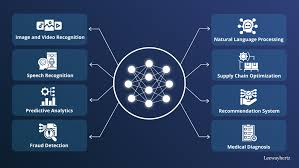 Image and Video Recognition
Speech Recognition
Predictive Analytics
Fraud Detection
Natural Language Processing
Supply Chain Optimization
Recommendation System
Medical Diagnosis
Leewayhertz